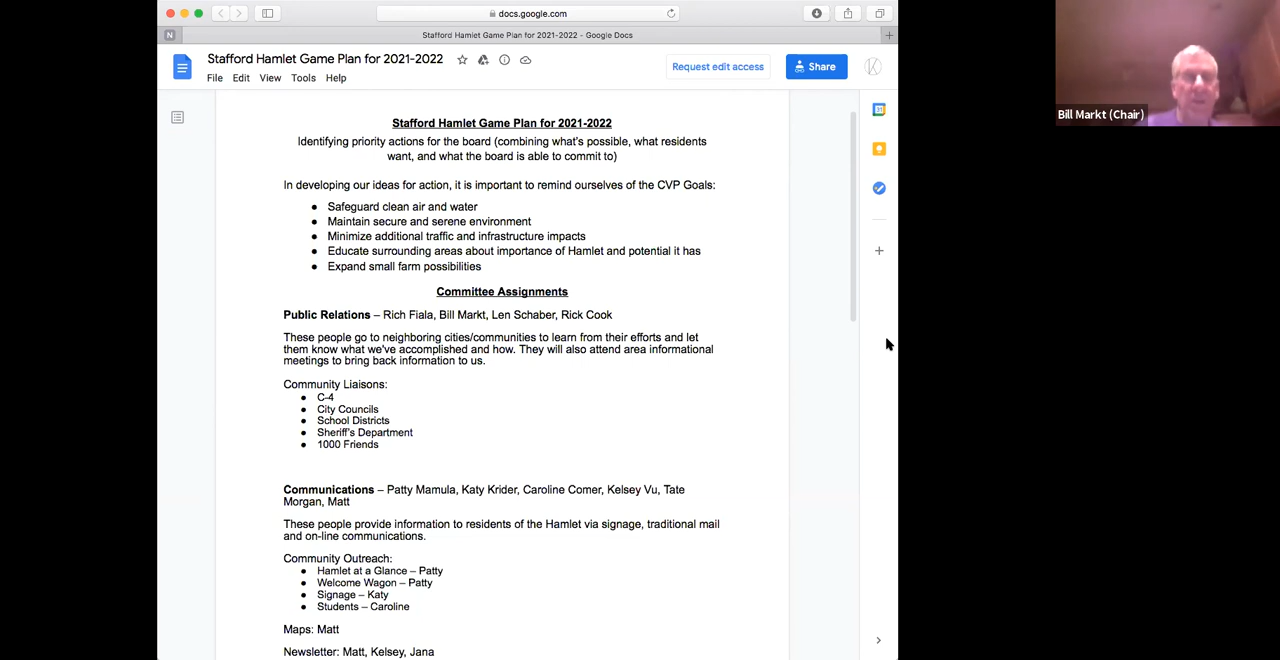 docs.google.com
N
Stafford Hamlet Game Plan for 2021-2022 - Google Docs
Stafford Hamlet Game Plan for 2021-2022
File Edit View Tools Help
Request edit access
Share
Stafford Hamlet Game Plan for 2021-2022
Identifying priority actions for the board (combining what's possible, what residents
want, and what the board is able to commit to)
In developing our ideas for action, it is important to remind ourselves of the CVP Goals:
● Safeguard clean air and water
● Maintain secure and serene environment
● Minimize additional traffic and infrastructure impacts
● Educate surrounding areas about importance of Hamlet and potential it has
● Expand small farm possibilities
Committee Assignments
Public Relations – Rich Fiala, Bill Markt, Len Schaber, Rick Cook
These people go to neighboring cities/communities to learn from their efforts and let
them know what we've accomplished and how. They will also attend area informational
meetings to bring back information to us.
Community Liaisons:
● C-4
● City Councils
● School Districts
● Sheriff's Department
● 1000 Friends
Communications – Patty Mamula, Katy Krider, Caroline Comer, Kelsey Vu, Tate
Morgan, Matt
These people provide information to residents of the Hamlet via signage, traditional mail
and on-line communications.
Community Outreach:
● Hamlet at a Glance – Patty
● Welcome Wagon – Patty
● Signage – Katy
● Students – Caroline
Maps: Matt
Newsletter: Matt, Kelsey, Jana
31
Bill Markt (Chair)